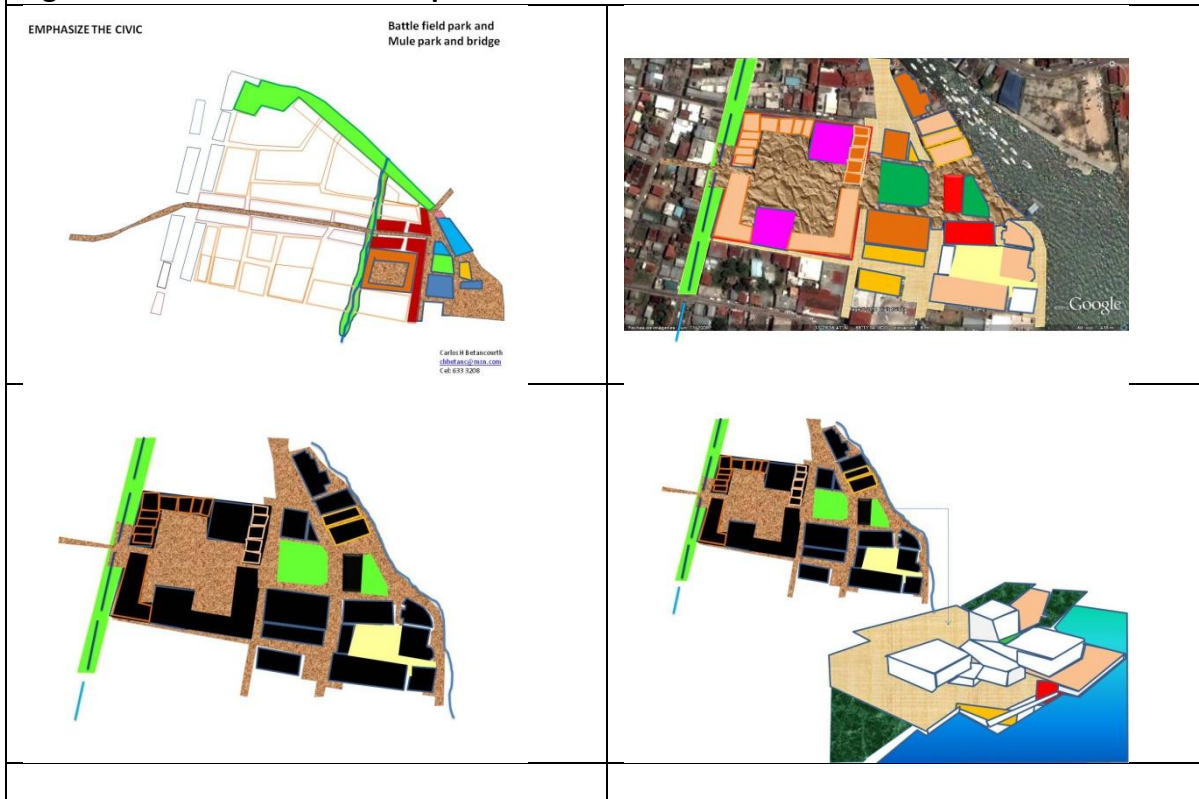 EMPHASIZE THE CIVIC
Battle field park and
Mule park and bridge
Carlos H Betancourth
chbetanc@msn.com
Cel: 633 3208
Google